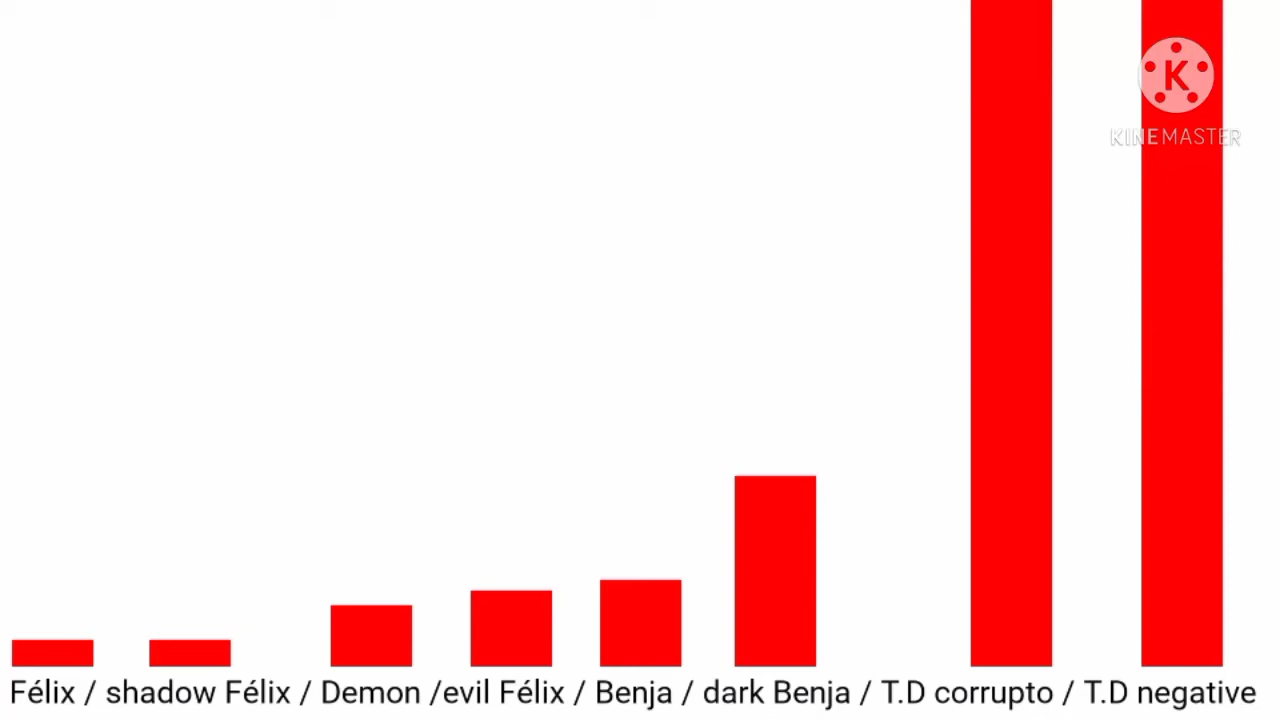 K
KINEMASTER
Félix / shadow Félix / Demon /evil Félix / Benja / dark Benja / T.D corrupto / T.D negative